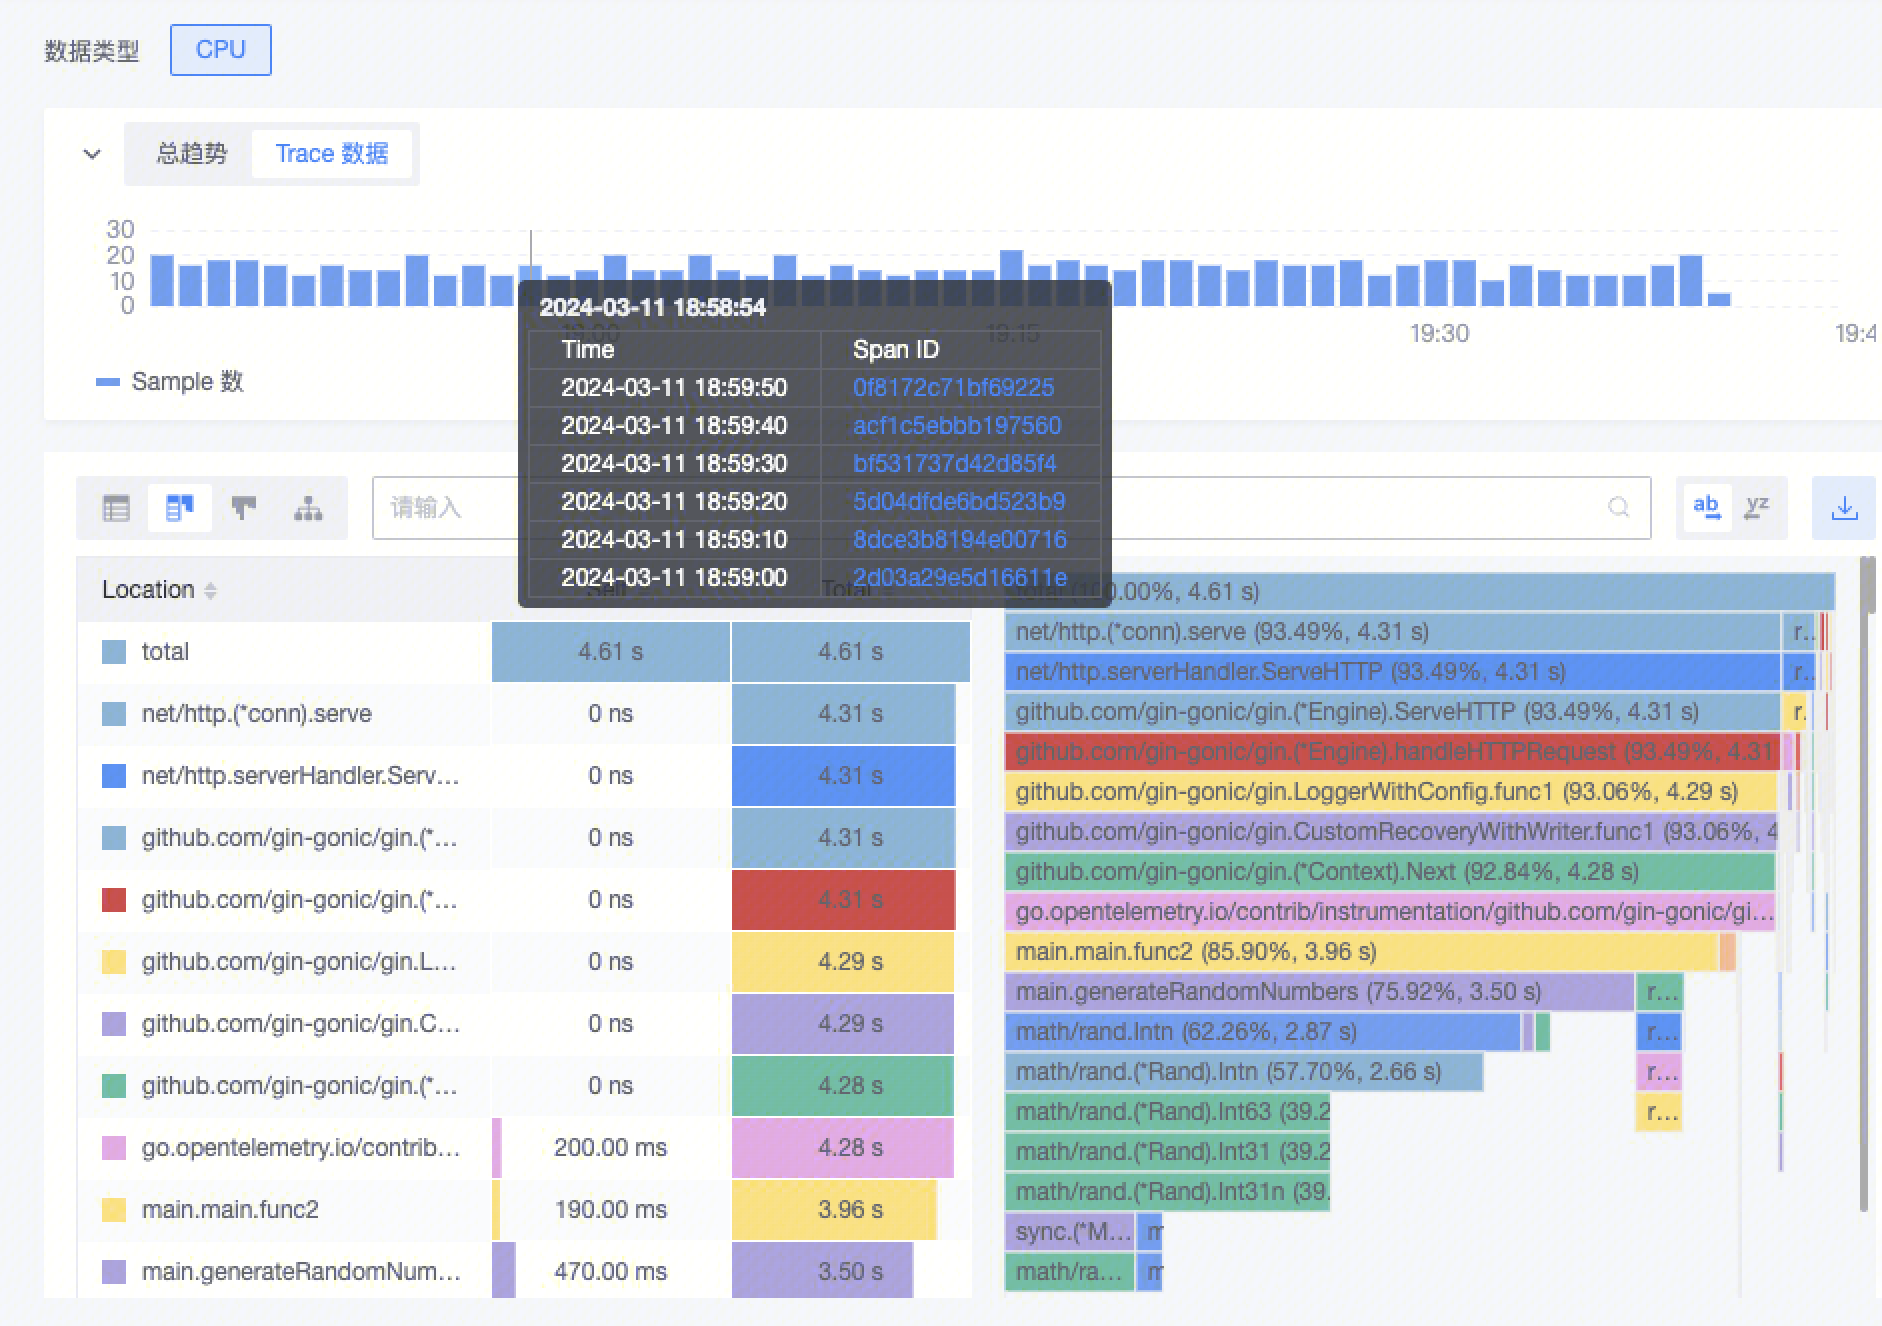 数据类型 CPU
总趋势 Trace 数据
30
20
10
0
19:00 19:15 19:30 19:4
Sample 数
2024-03-11 18:58:54
Time Span ID
2024-03-11 18:59:50 0f8172c71bf69225
2024-03-11 18:59:40 acf1c5ebbb197560
2024-03-11 18:59:30 bf531737d42d85f4
2024-03-11 18:59:20 5d04dfde6bd523b9
2024-03-11 18:59:10 8dce3b8194e00716
2024-03-11 18:59:00 2d03a29e5d16611e
请输入 ab yz
Location Self Total
total 4.61 s 4.61 s
net/http.(*conn).serve 0 ns 4.31 s
net/http.serverHandler.Serv... 0 ns 4.31 s
github.com/gin-gonic/gin.(*... 0 ns 4.31 s
github.com/gin-gonic/gin.(*... 0 ns 4.31 s
github.com/gin-gonic/gin.L... 0 ns 4.29 s
github.com/gin-gonic/gin.C... 0 ns 4.29 s
github.com/gin-gonic/gin.(*... 0 ns 4.28 s
go.opentelemetry.io/contrib... 200.00 ms 4.28 s
main.main.func2 190.00 ms 3.96 s
main.generateRandomNum... 470.00 ms 3.50 s
total (100.00%, 4.61 s)
net/http.(*conn).serve (93.49%, 4.31 s) r...
net/http.serverHandler.ServeHTTP (93.49%, 4.31 s) r...
github.com/gin-gonic/gin.(*Engine).ServeHTTP (93.49%, 4.31 s) r.
github.com/gin-gonic/gin.(*Engine).handleHTTPRequest (93.49%, 4.31
github.com/gin-gonic/gin.LoggerWithConfig.func1 (93.06%, 4.29 s)
github.com/gin-gonic/gin.CustomRecoveryWithWriter.func1 (93.06%, 4
github.com/gin-gonic/gin.(*Context).Next (92.84%, 4.28 s)
go.opentelemetry.io/contrib/instrumentation/github.com/gin-gonic/gi...
main.main.func2 (85.90%, 3.96 s)
main.generateRandomNumbers (75.92%, 3.50 s) r...
math/rand.Intn (62.26%, 2.87 s) r...
math/rand.(*Rand).Intn (57.70%, 2.66 s) r...
math/rand.(*Rand).Int63 (39.2 r...
math/rand.(*Rand).Int31 (39.2
math/rand.(*Rand).Int31n (39.
sync.(*M... m
math/ra... m